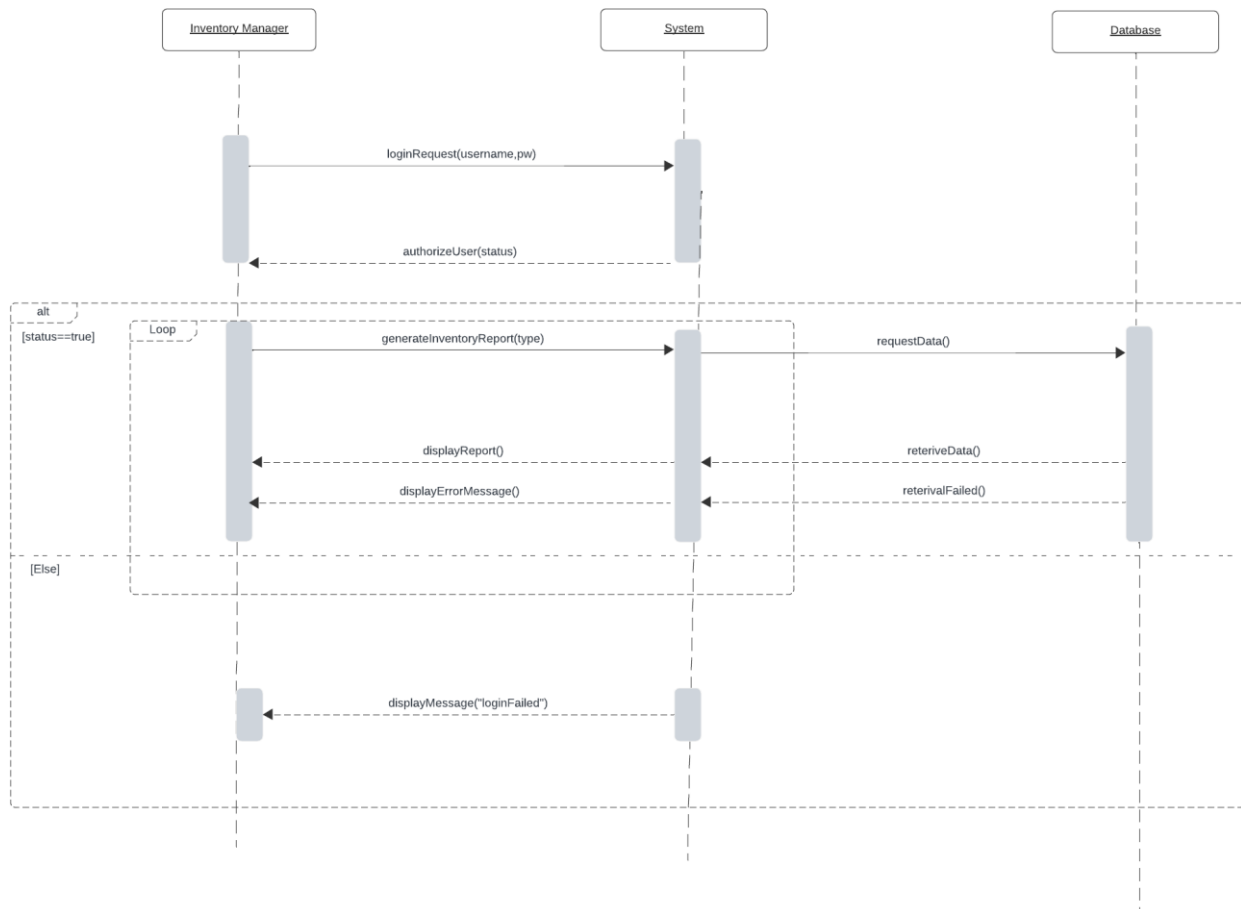 Inventory Manager
System
Database
loginRequest(username,pw)
authorizeUser(status)
alt
[status==true]
Loop
generateInventoryReport(type)
requestData()
displayReport()
reteriveData()
displayErrorMessage()
reterivalFailed()
[Else]
displayMessage("loginFailed")